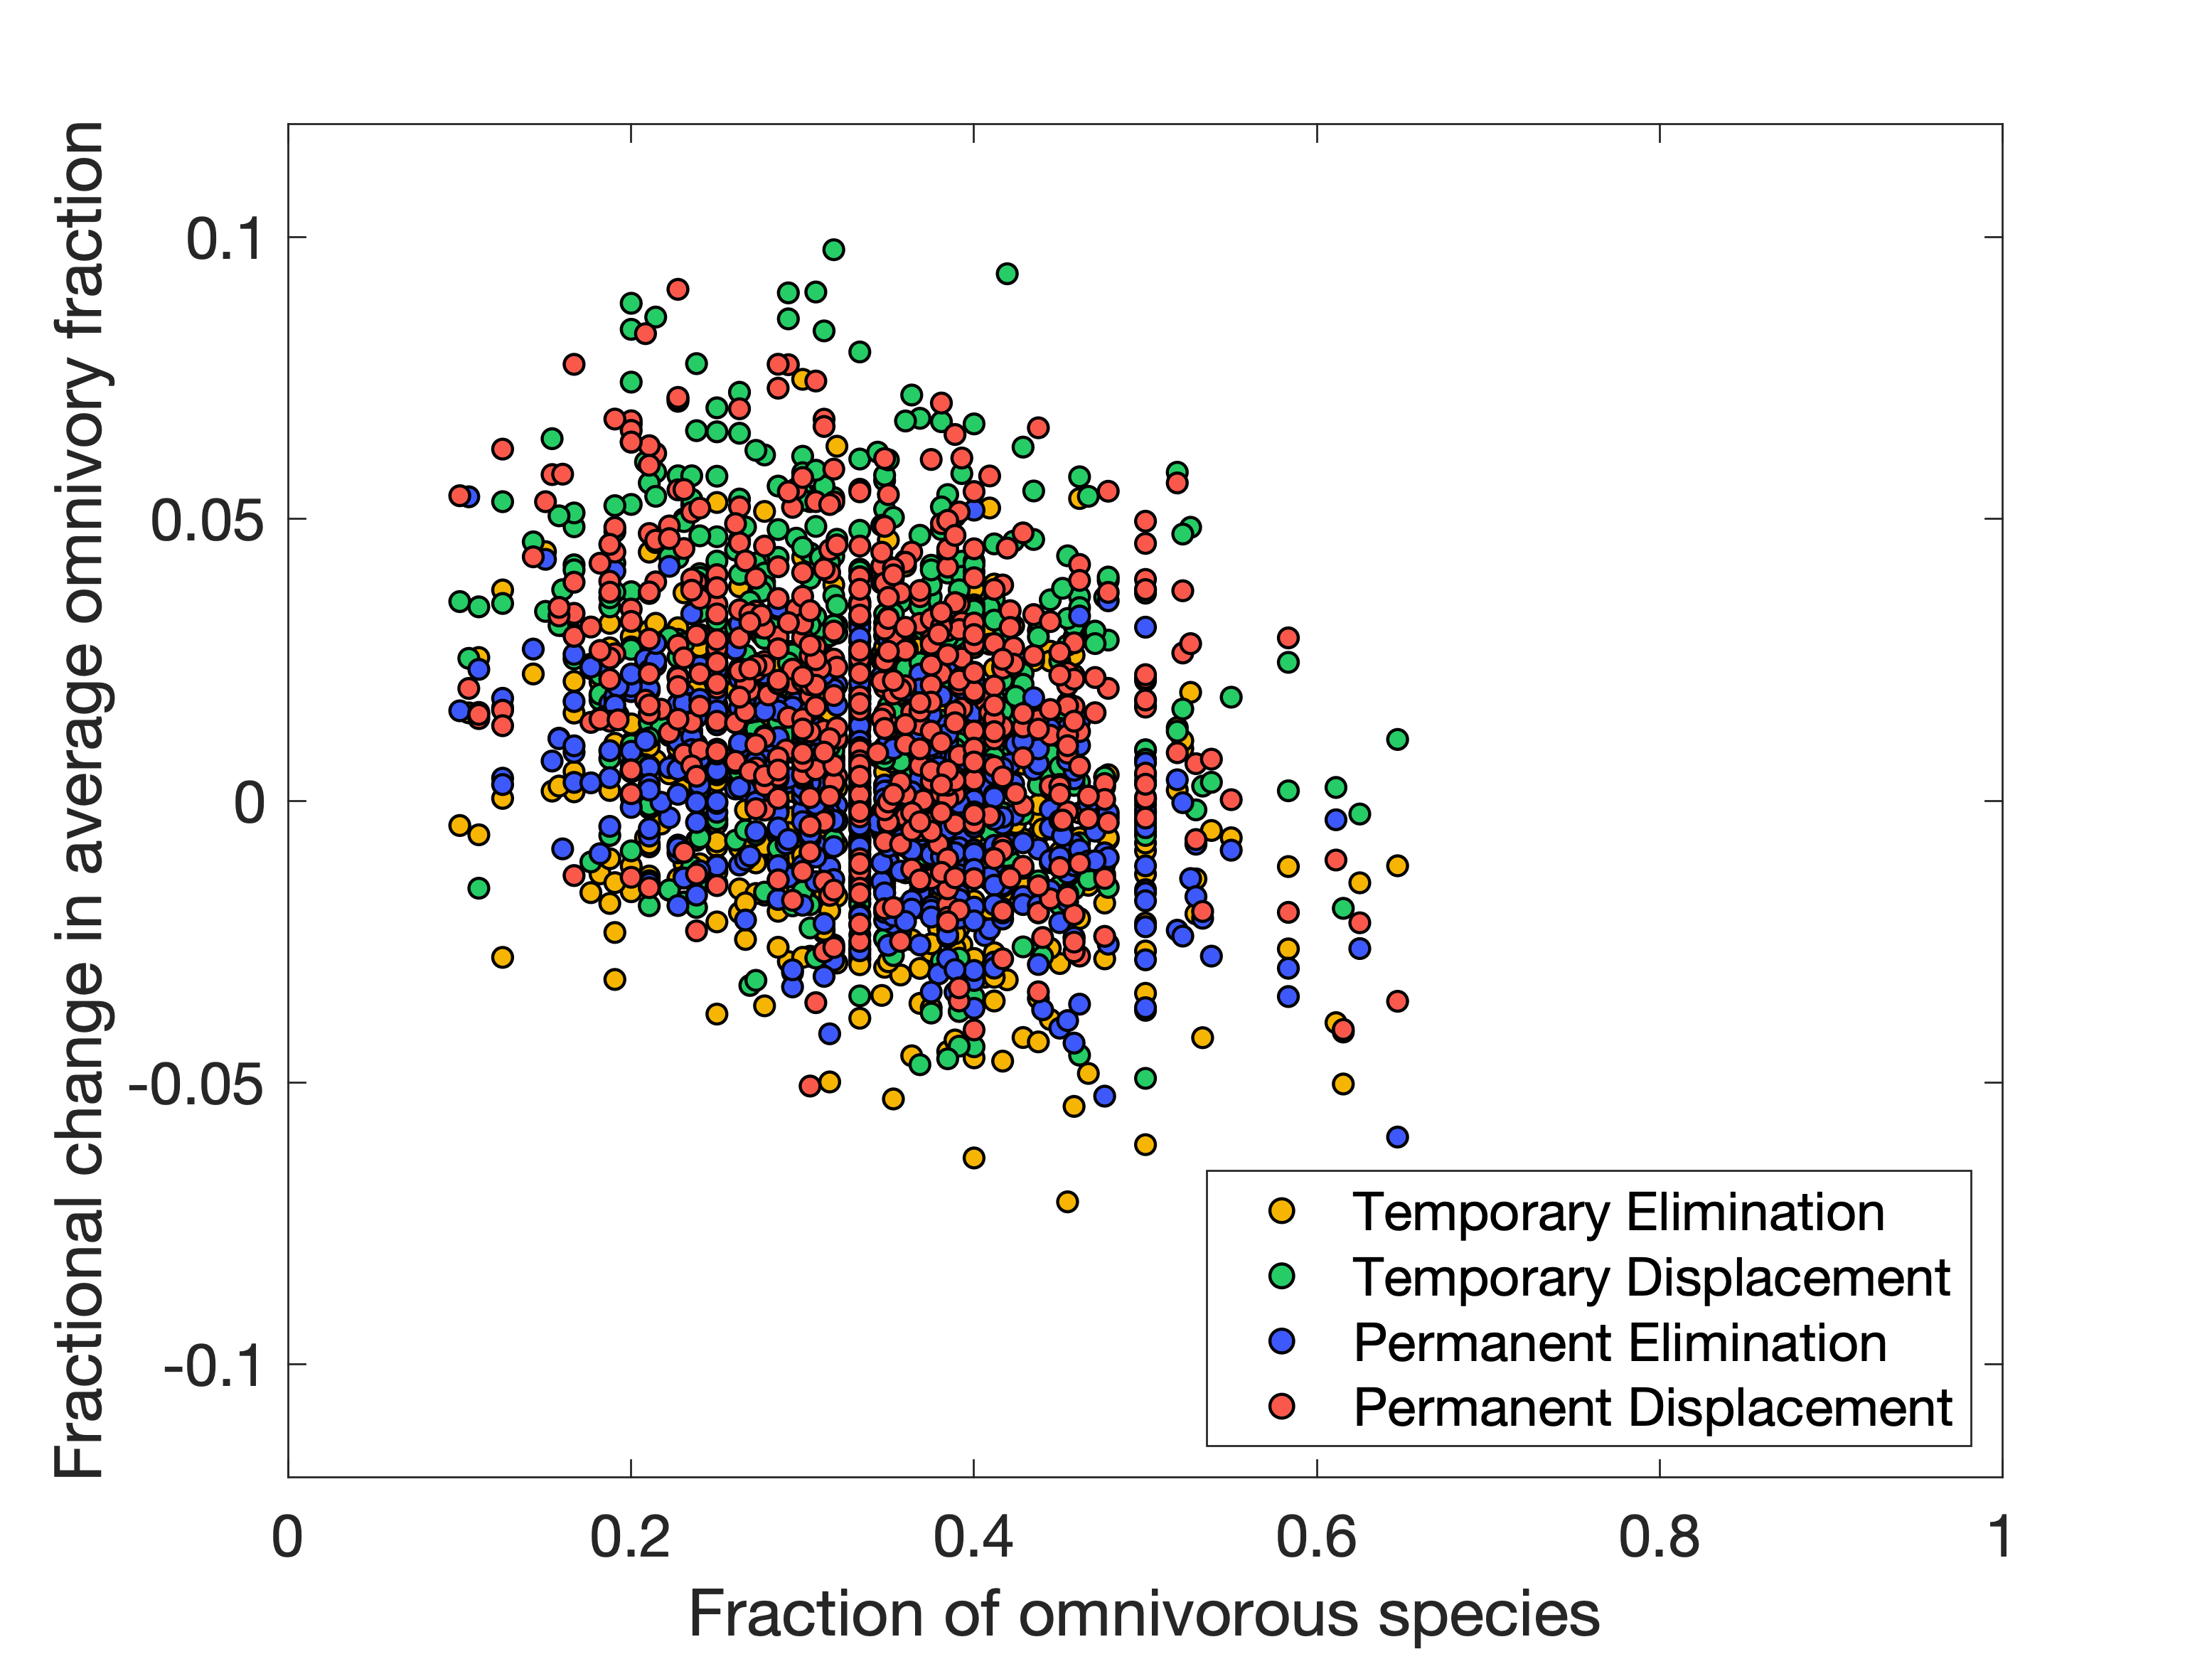 Fractional change in average omnivory fraction
0.1
0.05
0
-0.05
-0.1
0
0.2
0.4
0.6
0.8
1
Fraction of omnivorous species
Temporary Elimination
Temporary Displacement
Permanent Elimination
Permanent Displacement